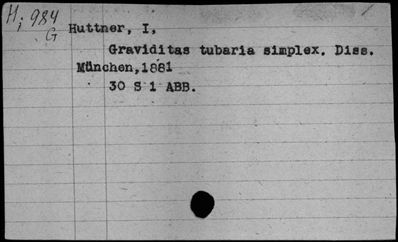 H; 984
G
Huttner, I,
Graviditas tubaria simplex. Diss.
München,1881
30 S 1 ABB.